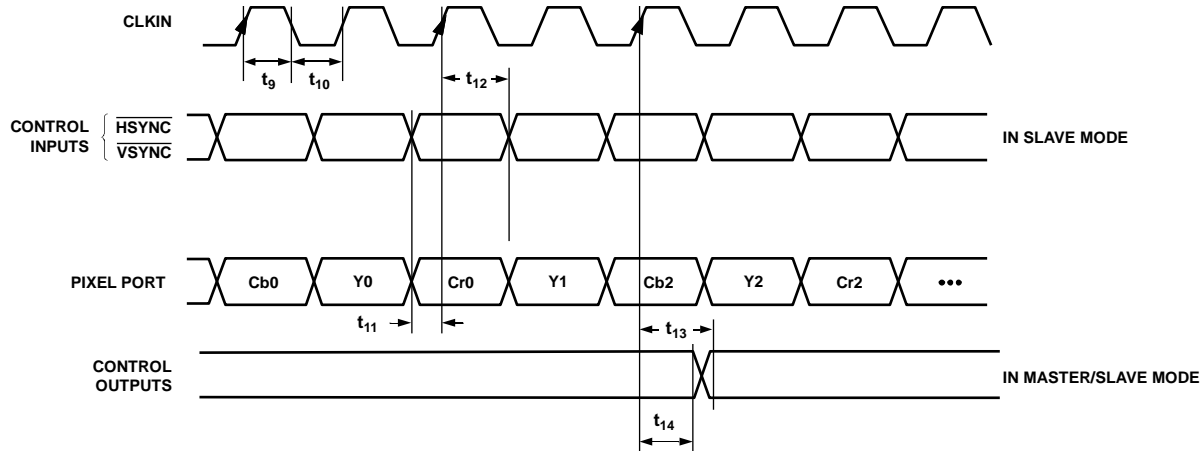 CLKIN
t9
t10
t12
CONTROL
INPUTS
HSYNC
VSYNC
IN SLAVE MODE
PIXEL PORT
Cb0
Y0
Cr0
Y1
Cb2
Y2
Cr2
•••
t11
t13
CONTROL
OUTPUTS
IN MASTER/SLAVE MODE
t14